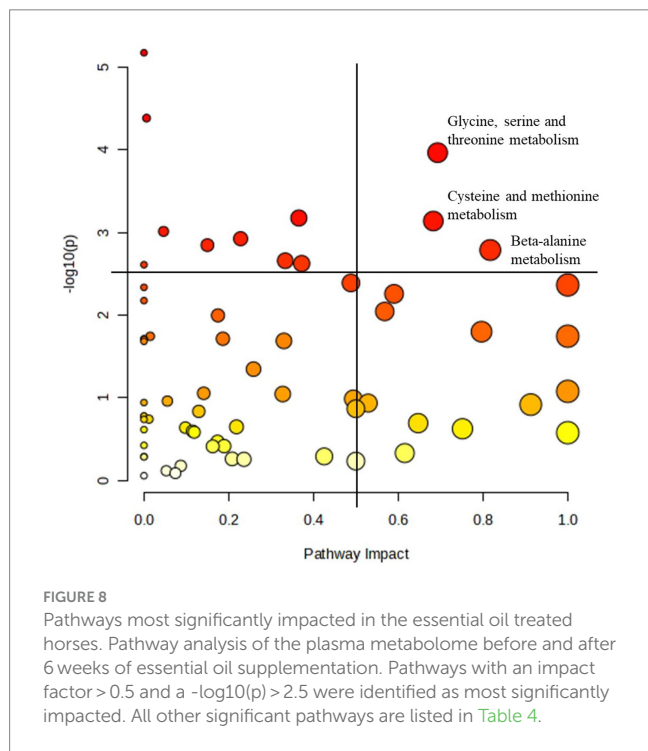 5
4
3
2
1
0
-log10(p)
Glycine, serine and
threonine metabolism
Cysteine and methionine
metabolism
Beta-alanine
metabolism
0.0 0.2 0.4 0.6 0.8 1.0
Pathway Impact
FIGURE 8
Pathways most significantly impacted in the essential oil treated
horses. Pathway analysis of the plasma metabolome before and after
6 weeks of essential oil supplementation. Pathways with an impact
factor > 0.5 and a -log10(p) > 2.5 were identified as most significantly
impacted. All other significant pathways are listed in Table 4.